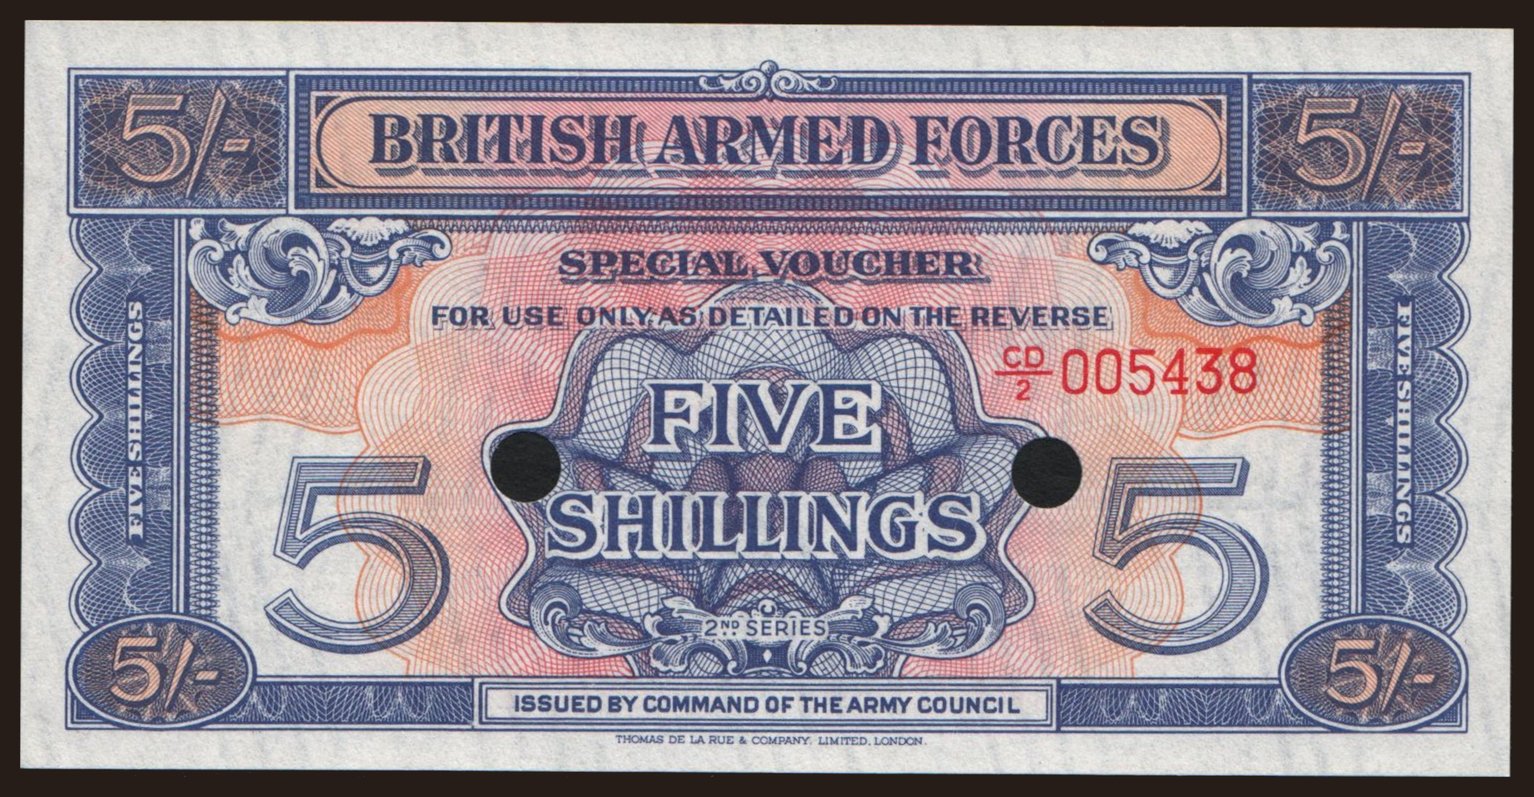 5/-
BRITISH ARMED FORCES
5/-
SPECIAL VOUCHER
FOR USE ONLY AS DETAILED ON THE REVERSE
CD/2 005438
FIVE SHILLINGS
FIVE SHILLINGS
FIVE
SHILLINGS
5
5
2ND SERIES
5/-
5/-
ISSUED BY COMMAND OF THE ARMY COUNCIL
THOMAS DE LA RUE & COMPANY, LIMITED, LONDON.